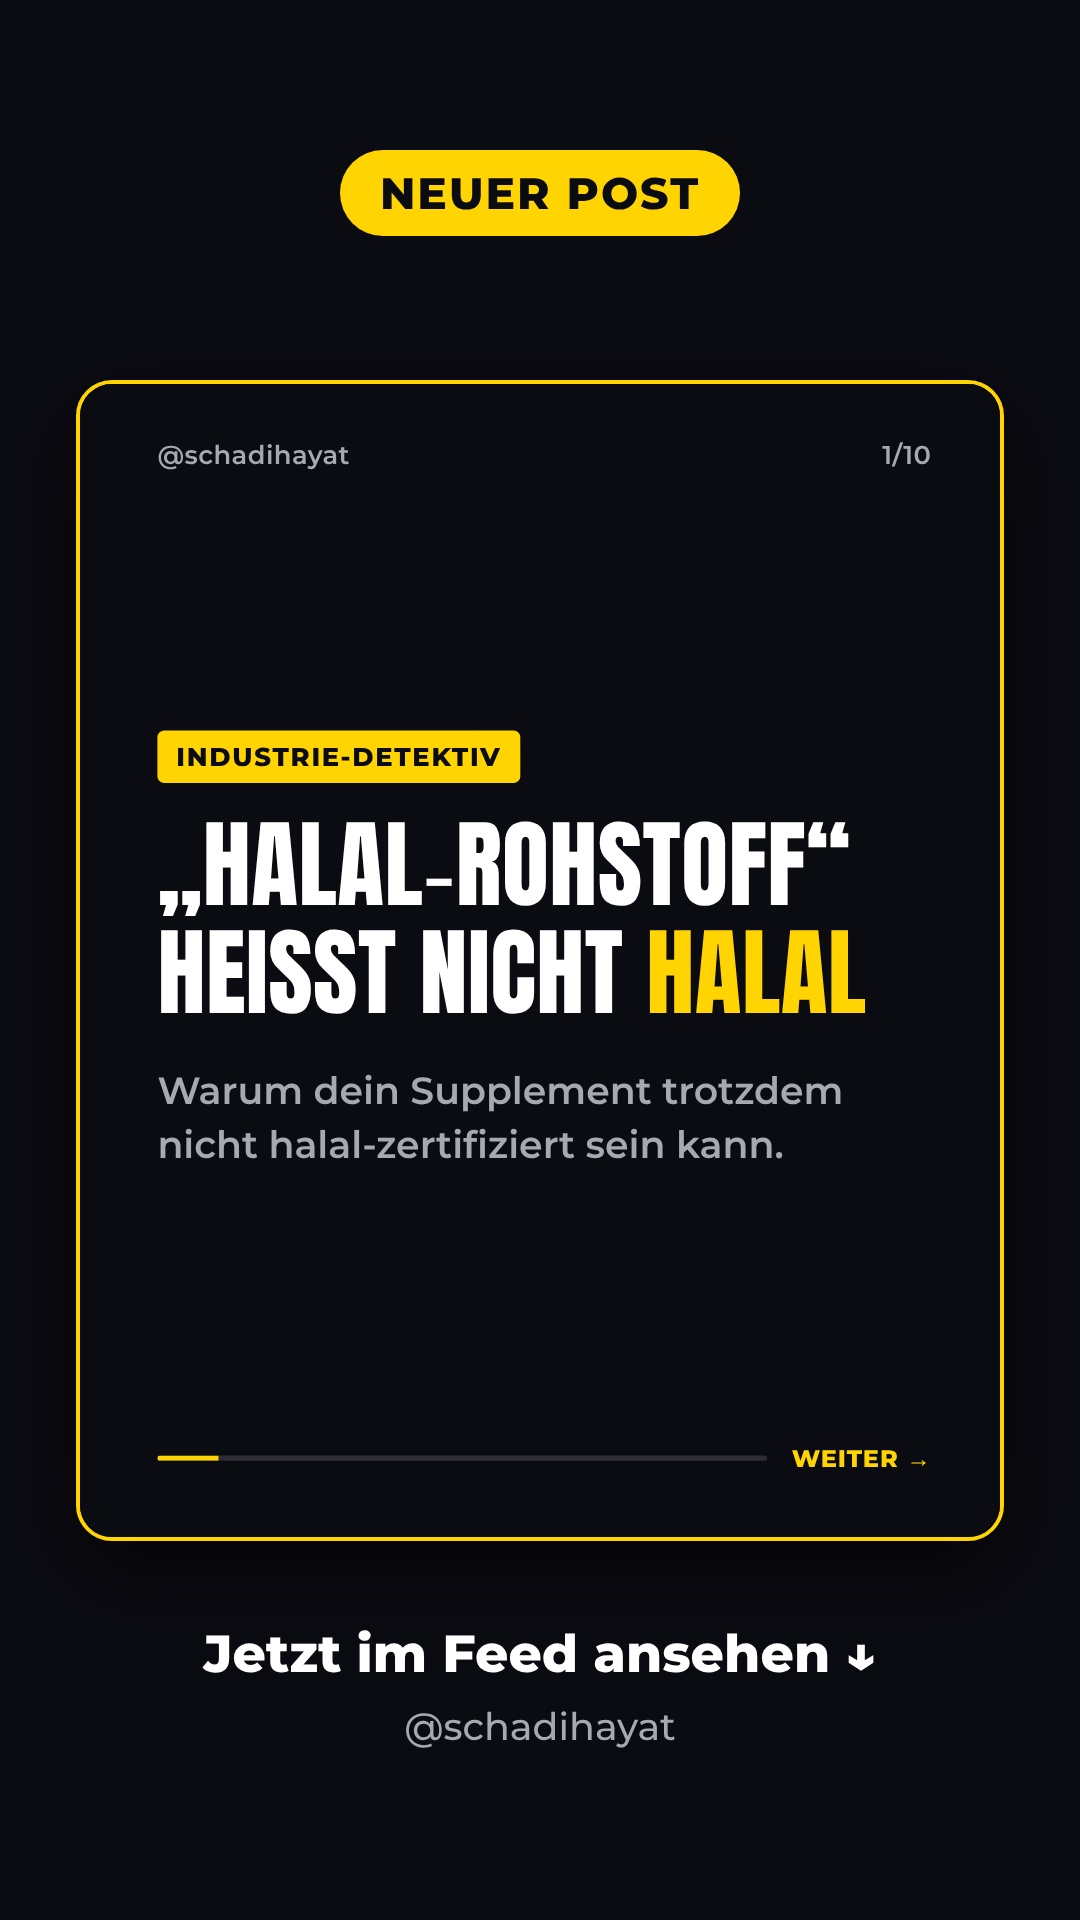 NEUER POST
@schadihayat
1/10
INDUSTRIE-DETEKTIV
„HALAL-ROHSTOFF“
HEISST NICHT HALAL
Warum dein Supplement trotzdem
nicht halal-zertifiziert sein kann.
WEITER →
Jetzt im Feed ansehen ↓
@schadihayat